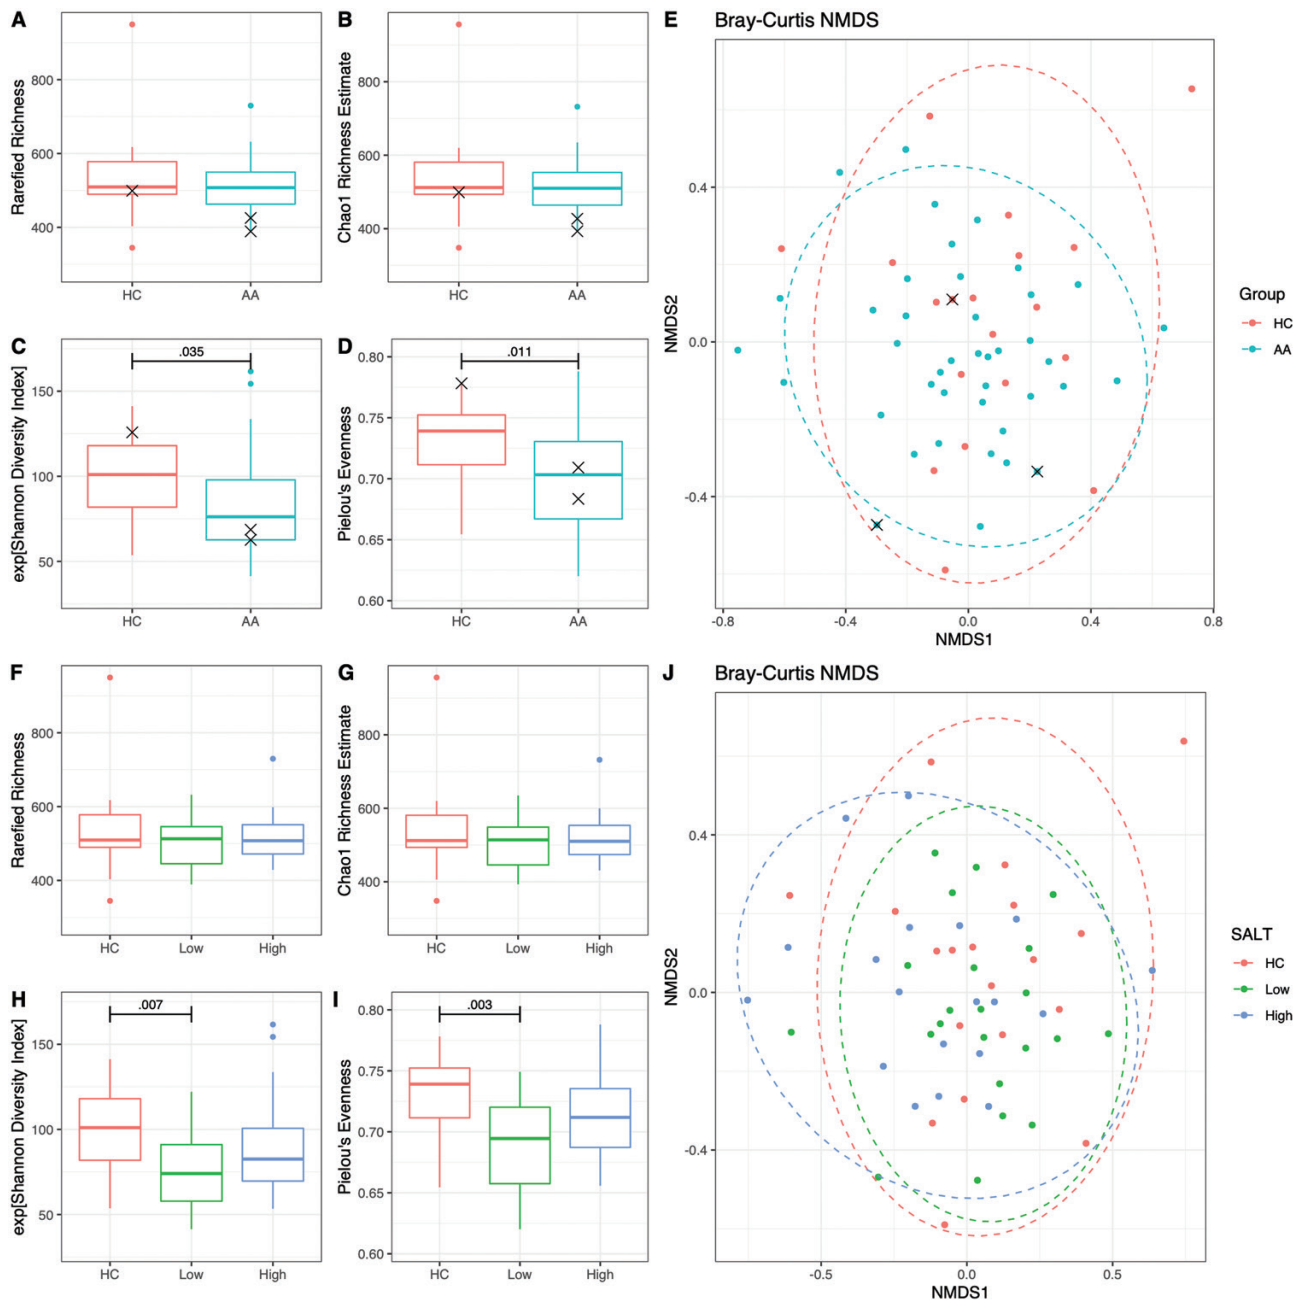 A
Rarefied Richness
800
600
400
HC
AA
B
Chao1 Richness Estimate
800
600
400
HC
AA
C
exp[Shannon Diversity Index]
150
100
50
.035
HC
AA
D
Pielou's Evenness
0.80
0.75
0.70
0.65
0.60
.011
HC
AA
E
Bray-Curtis NMDS
NMDS2
0.4
0.0
-0.4
-0.8
-0.4
0.0
0.4
0.8
NMDS1
Group
HC
AA
F
Rarefied Richness
800
600
400
HC
Low
High
G
Chao1 Richness Estimate
800
600
400
HC
Low
High
H
exp[Shannon Diversity Index]
150
100
50
.007
HC
Low
High
I
Pielou's Evenness
0.80
0.75
0.70
0.65
0.60
.003
HC
Low
High
J
Bray-Curtis NMDS
NMDS2
0.4
0.0
-0.4
-0.5
0.0
0.5
NMDS1
SALT
HC
Low
High